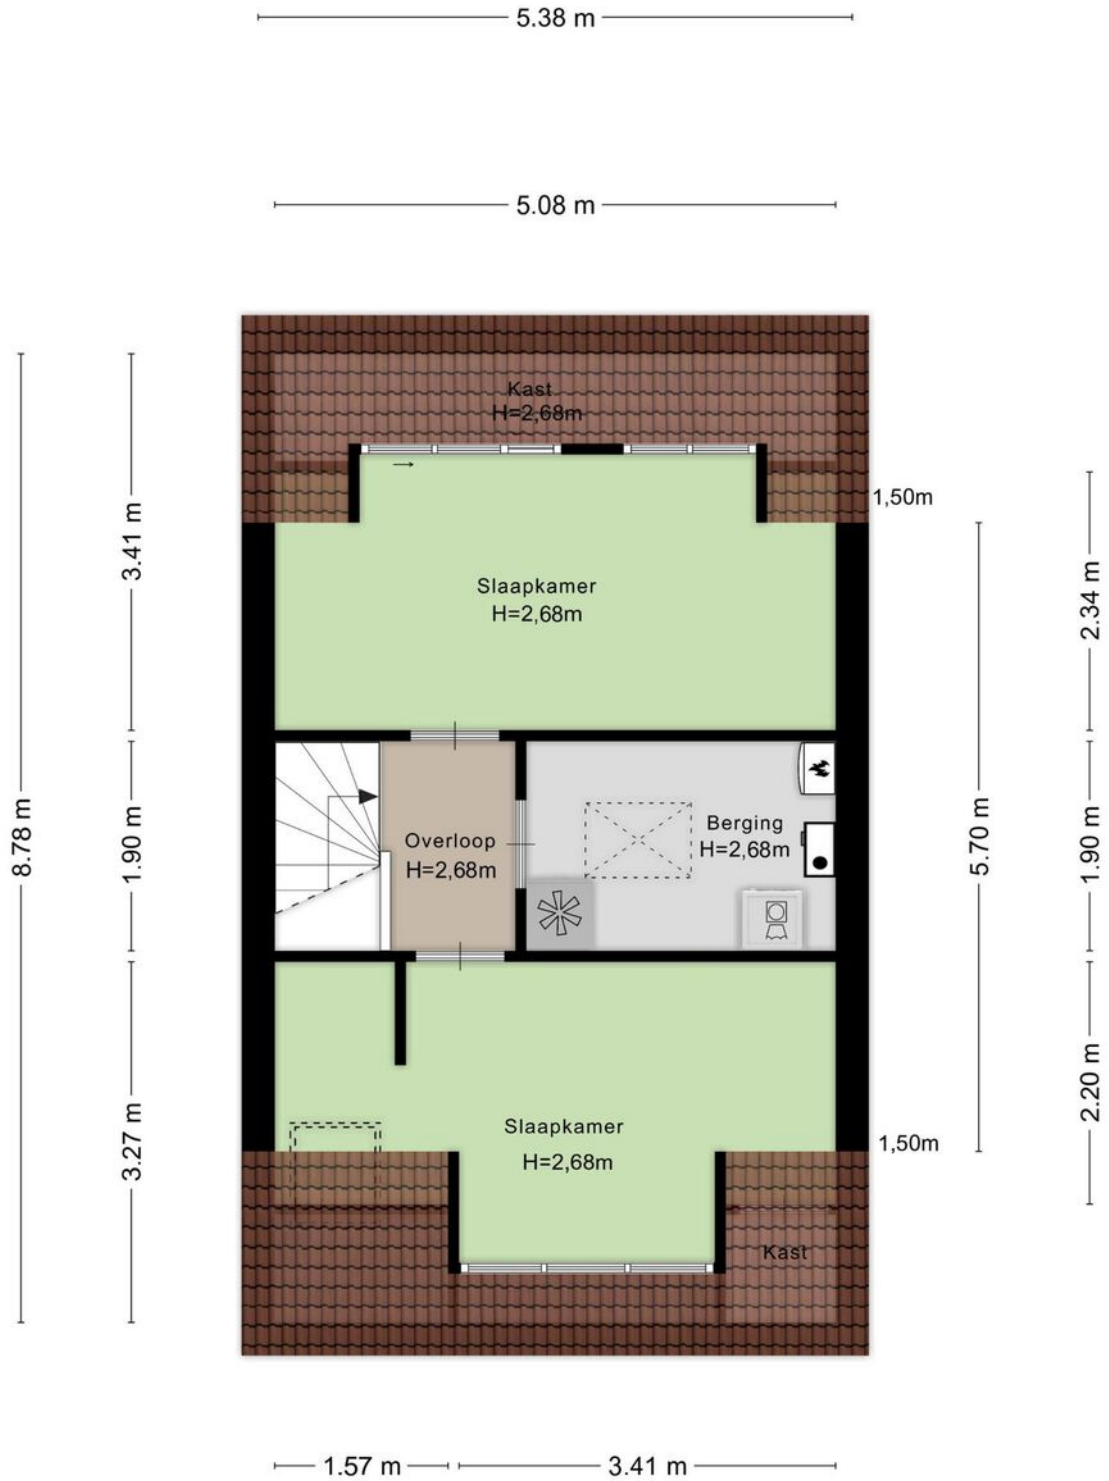 5.38 m
5.08 m
Kast
H=2,68m
1,50m
3.41 m
2.34 m
Slaapkamer
H=2,68m
8.78 m
1.90 m
Overloop
H=2,68m
Berging
H=2,68m
5.70 m
1.90 m
3.27 m
2.20 m
Slaapkamer
H=2,68m
1,50m
Kast
1.57 m
3.41 m